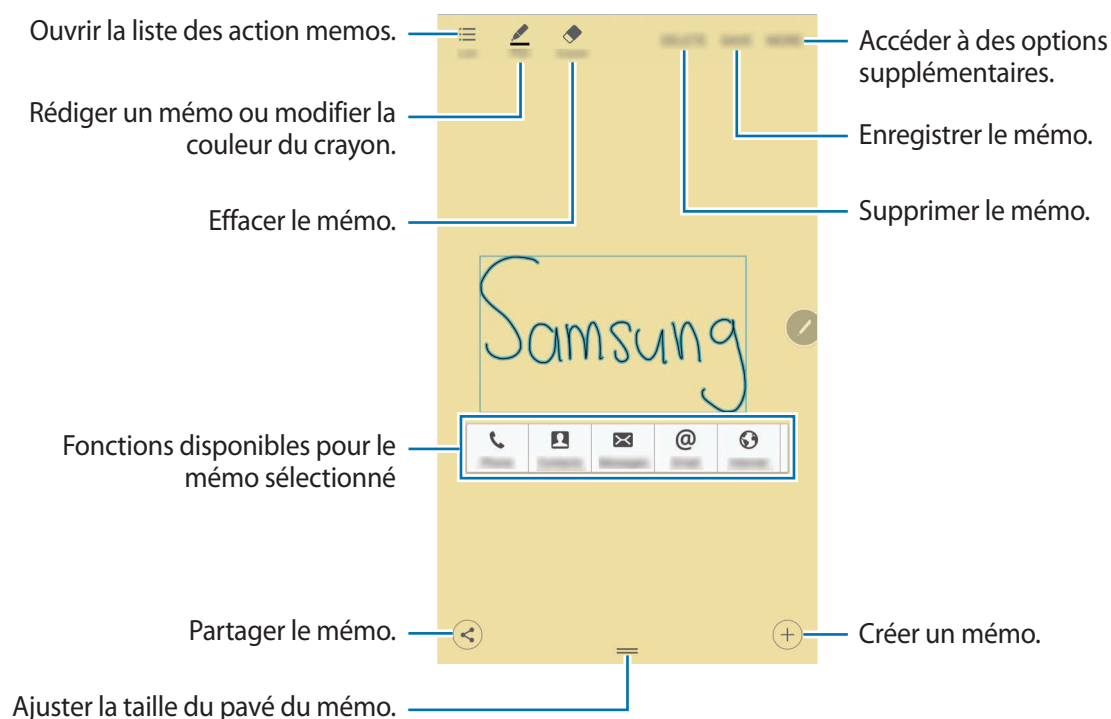 Ouvrir la liste des action memos.
Rédiger un mémo ou modifier la
couleur du crayon.
Effacer le mémo.
Accéder à des options
supplémentaires.
Enregistrer le mémo.
Supprimer le mémo.
Samsung
Fonctions disponibles pour le
mémo sélectionné
@
Partager le mémo.
Créer un mémo.
Ajuster la taille du pavé du mémo.